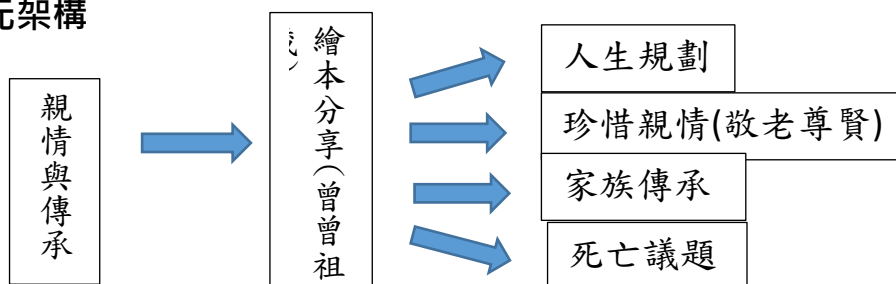 元架構
親情與傳承
繪本分享(曾曾祖
人生規劃
珍惜親情(敬老尊賢)
家族傳承
死亡議題